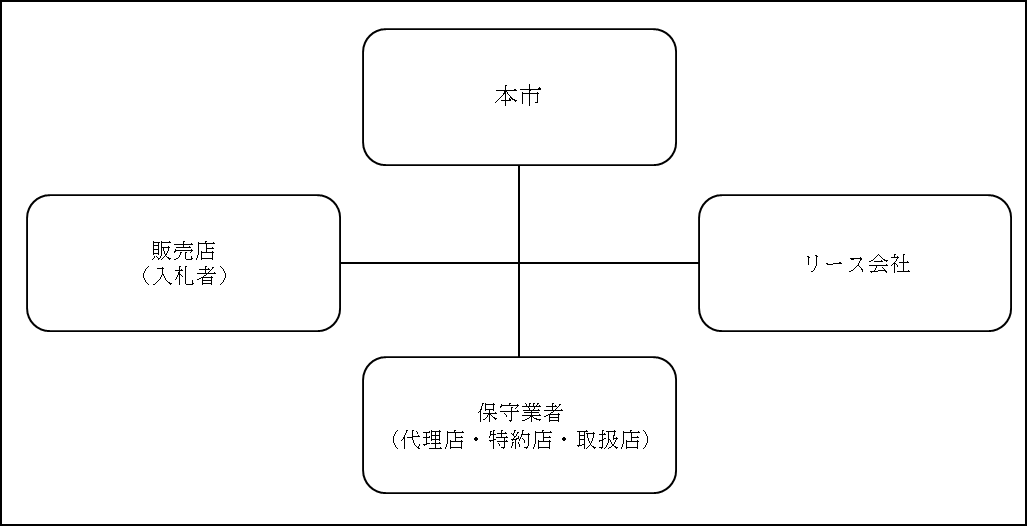 本市
販売店
（入札者）
リース会社
保守業者
（代理店・特約店・取扱店）